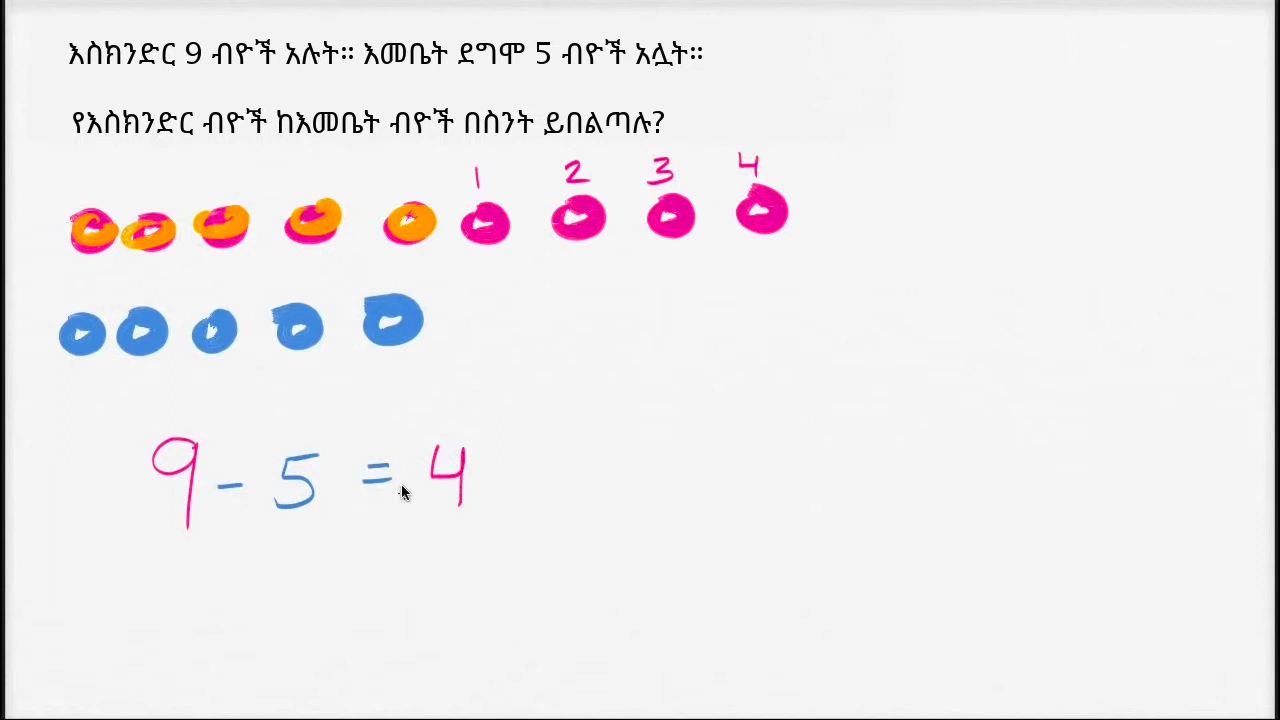 እስክንድር 9 ብዮች አሉት። እመቤት ደግሞ 5 ብዮች አሏት።
የእስክንድር ብዮች ከእመቤት ብዮች በስንት ይበልጣሉ?
1 2 3 4
9 - 5 = 4